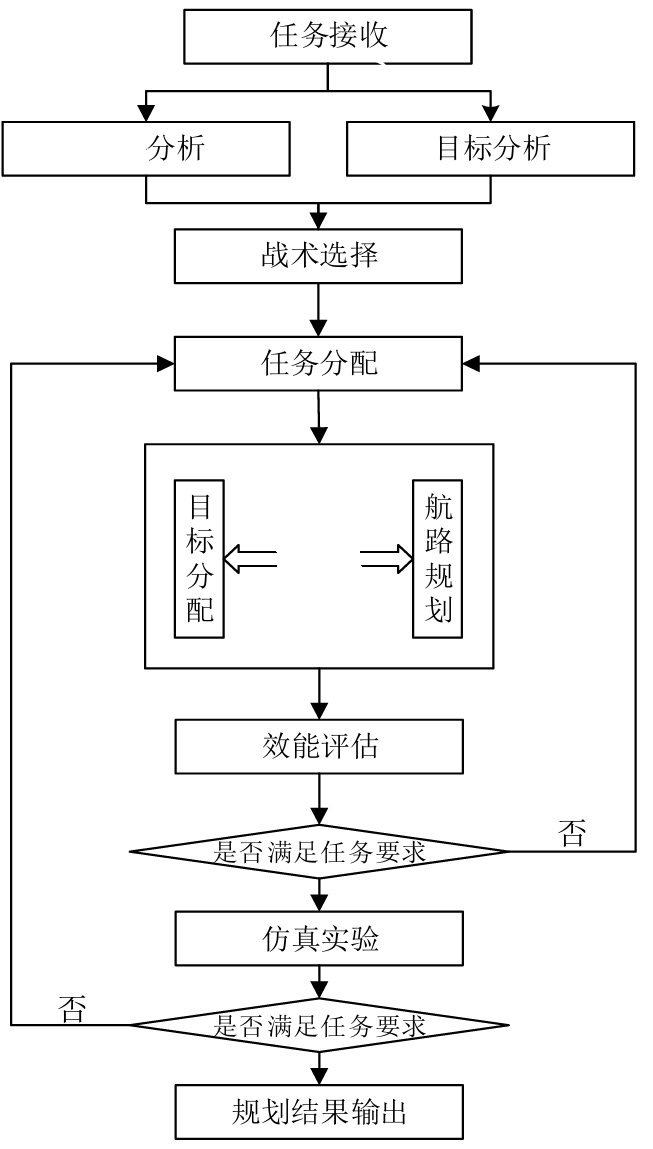 任务接收
分析
目标分析
战术选择
任务分配
目标分配
航路规划
效能评估
是否满足任务要求
否
仿真实验
是否满足任务要求
否
规划结果输出